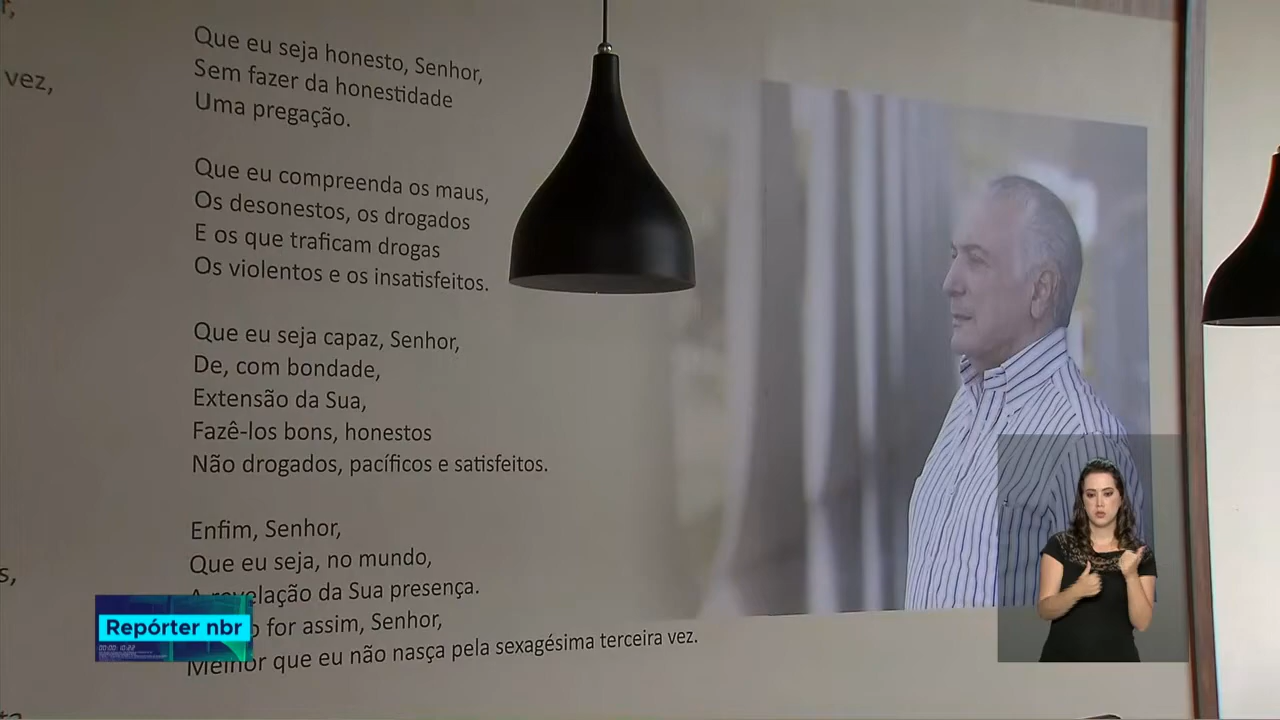 vez,
Que eu seja honesto, Senhor,
Sem fazer da honestidade
Uma pregação.
Que eu compreenda os maus,
Os desonestos, os drogados
E os que traficam drogas
Os violentos e os insatisfeitos.
Que eu seja capaz, Senhor,
De, com bondade,
Extensão da Sua,
Fazê-los bons, honestos
Não drogados, pacíficos e satisfeitos.
Enfim, Senhor,
Que eu seja, no mundo,
A revelação da Sua presença.
for assim, Senhor,
Melhor que eu não nasça pela sexagésima terceira vez.
Repórter nbr